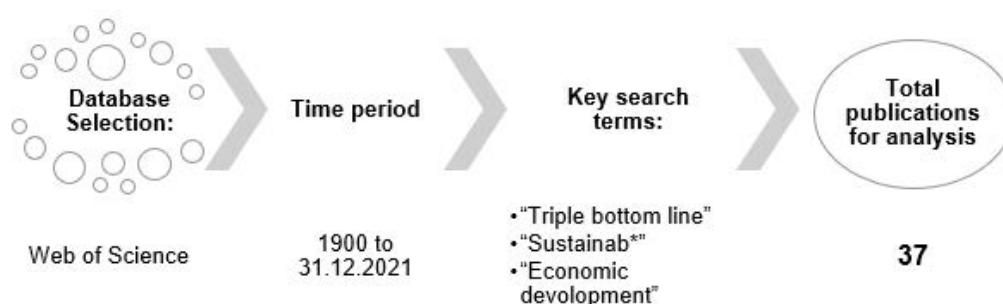 Database
Selection:
Time period
Key search
terms:
Total
publications
for analysis
Web of Science
1900 to
31.12.2021
•“Triple bottom line”
•“Sustainab*”
•“Economic
devolopment”
37